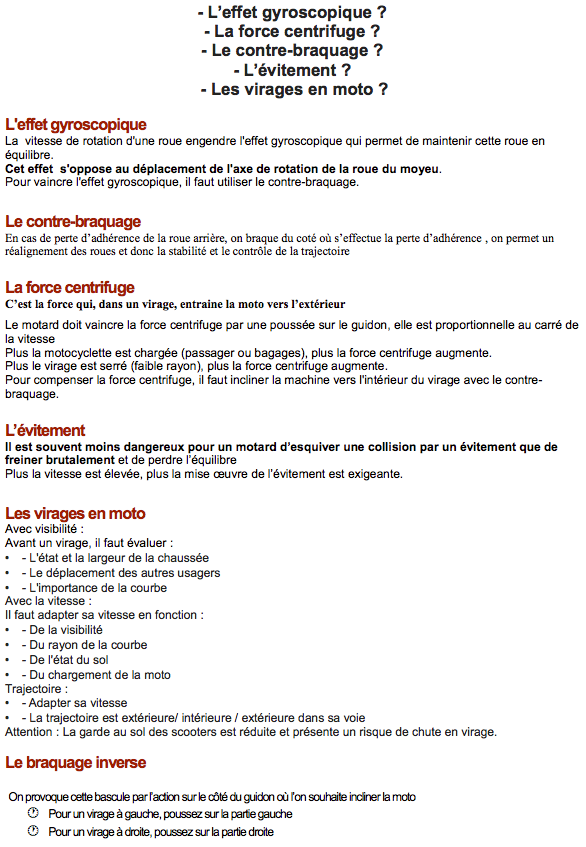 - L'effet gyroscopique ?
- La force centrifuge ?
- Le contre-braquage ?
- L'évitement ?
- Les virages en moto ?
L'effet gyroscopique
La  vitesse de rotation d'une roue engendre l'effet gyroscopique qui permet de maintenir cette roue en
équilibre.
Cet effet  s'oppose au déplacement de l'axe de rotation de la roue du moyeu.
Pour vaincre l'effet gyroscopique, il faut utiliser le contre-braquage.
Le contre-braquage
En cas de perte d'adhérence de la roue arrière, on braque du coté où s'effectue la perte d'adhérence , on permet un
réalignement des roues et donc la stabilité et le contrôle de la trajectoire
La force centrifuge
C'est la force qui, dans un virage, entraine la moto vers l'extérieur
Le motard doit vaincre la force centrifuge par une poussée sur le guidon, elle est proportionnelle au carré de
la vitesse
Plus la motocyclette est chargée (passager ou bagages), plus la force centrifuge augmente.
Plus le virage est serré (faible rayon), plus la force centrifuge augmente.
Pour compenser la force centrifuge, il faut incliner la machine vers l'intérieur du virage avec le contre-
braquage.
L'évitement
Il est souvent moins dangereux pour un motard d'esquiver une collision par un évitement que de
freiner brutalement et de perdre l'équilibre
Plus la vitesse est élevée, plus la mise œuvre de l'évitement est exigeante.
Les virages en moto
Avec visibilité :
Avant un virage, il faut évaluer :
• - L'état et la largeur de la chaussée
• - Le déplacement des autres usagers
• - L'importance de la courbe
Avec la vitesse :
Il faut adapter sa vitesse en fonction :
• - De la visibilité
• - Du rayon de la courbe
• - De l'état du sol
• - Du chargement de la moto
Trajectoire :
• - Adapter sa vitesse
• - La trajectoire est extérieure/ intérieure / extérieure dans sa voie
Attention : La garde au sol des scooters est réduite et présente un risque de chute en virage.
Le braquage inverse
On provoque cette bascule par l'action sur le côté du guidon où l'on souhaite incliner la moto
Pour un virage à gauche, poussez sur la partie gauche
Pour un virage à droite, poussez sur la partie droite